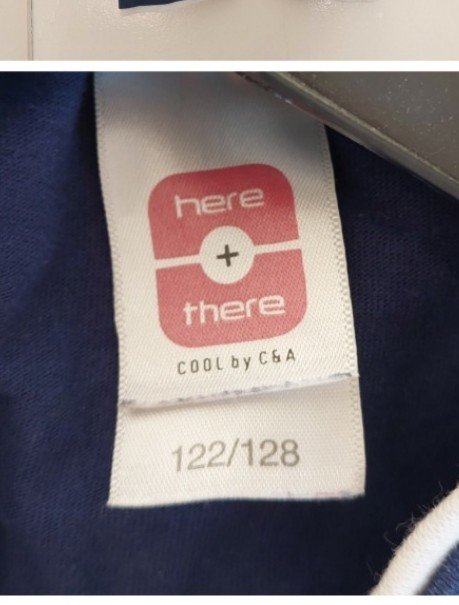 here
+
there
COOL by C&A
122/128